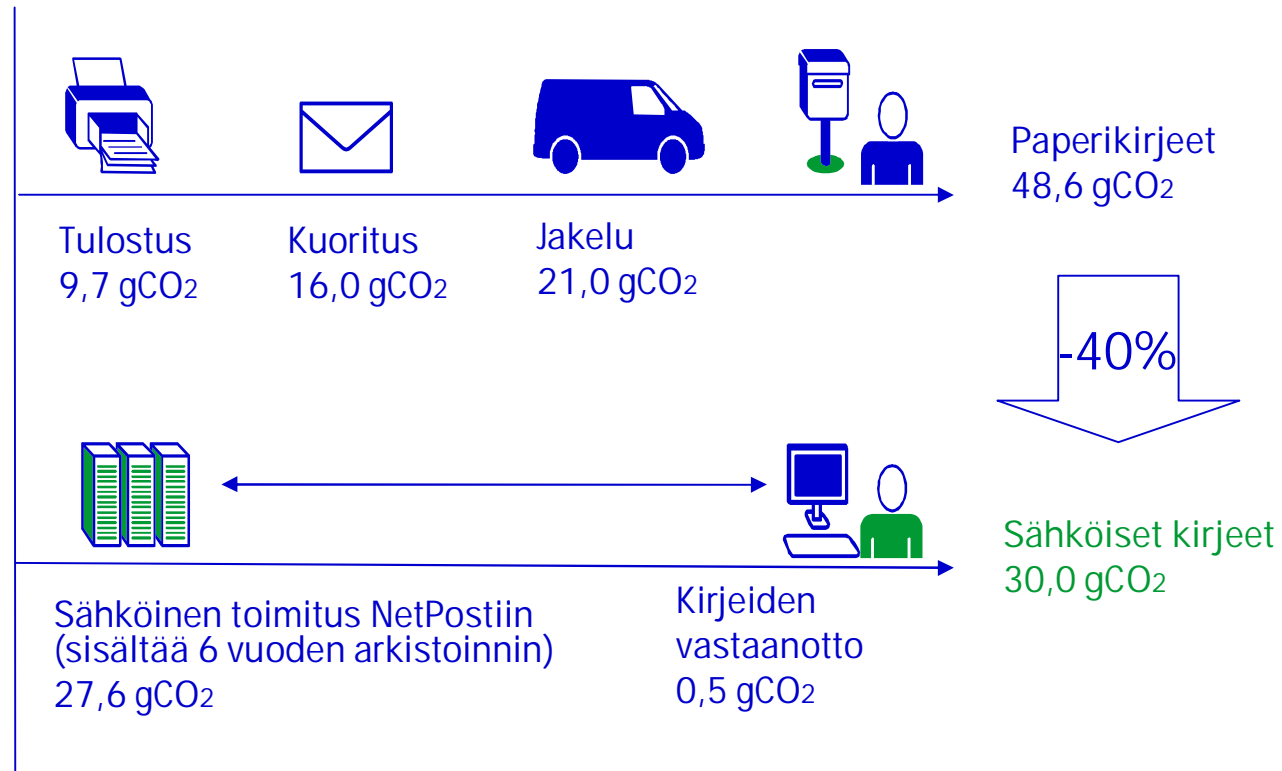 Paperikirjeet
48,6 gCO2
Tulostus
9,7 gCO2
Kuoritus
16,0 gCO2
Jakelu
21,0 gCO2
-40%
Sähköiset kirjeet
30,0 gCO2
Sähköinen toimitus NetPostiin
(sisältää 6 vuoden arkistoinnin)
27,6 gCO2
Kirjeiden
vastaanotto
0,5 gCO2